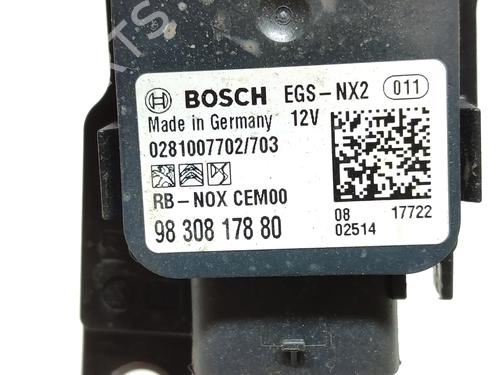 BOSCH EGS-NX2 011
Made in Germany 12V
0281007702/703
RB-NOX CEM00
98 308 178 80
08 17722
02514